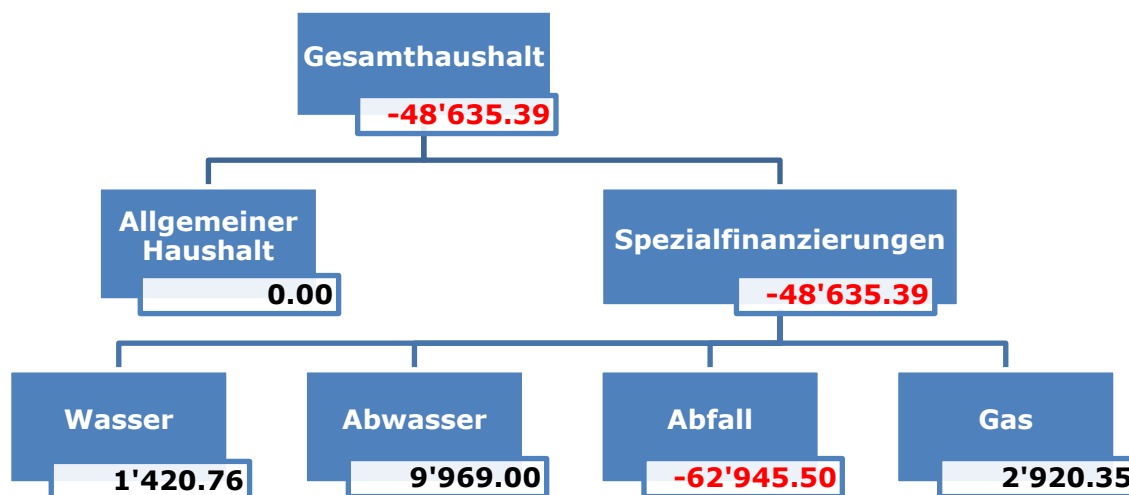 Gesamthaushalt
-48'635.39
Allgemeiner
Haushalt
0.00
Spezialfinanzierungen
-48'635.39
Wasser
1'420.76
Abwasser
9'969.00
Abfall
-62'945.50
Gas
2'920.35